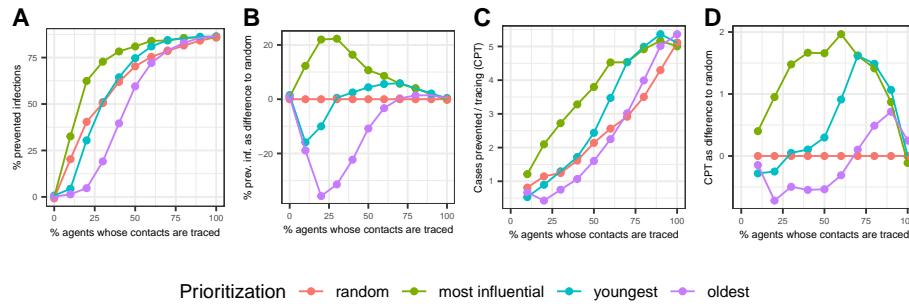 A
B
C
D
% prevented infections
75
50
25
0
0 25 50 75 100
% agents whose contacts are traced
% prev. inf. as difference to random
20
0
−20
0 25 50 75 100
% agents whose contacts are traced
Cases prevented / tracing (CPT)
5
4
3
2
1
0 25 50 75 100
% agents whose contacts are traced
CPT as difference to random
2
1
0
0 25 50 75 100
% agents whose contacts are traced
Prioritization random most influential youngest oldest